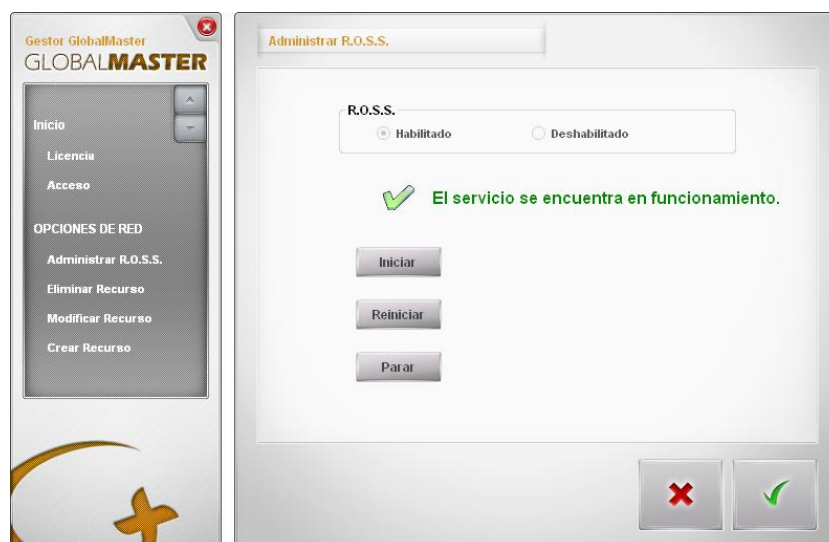 Gestor GlobalMaster
GLOBALMASTER
Inicio
Licencia
Acceso
OPCIONES DE RED
Administrar R.O.S.S.
Eliminar Recurso
Modificar Recurso
Crear Recurso
Administrar R.O.S.S.
R.O.S.S.
Habilitado
Deshabilitado
El servicio se encuentra en funcionamiento.
Iniciar
Reiniciar
Parar